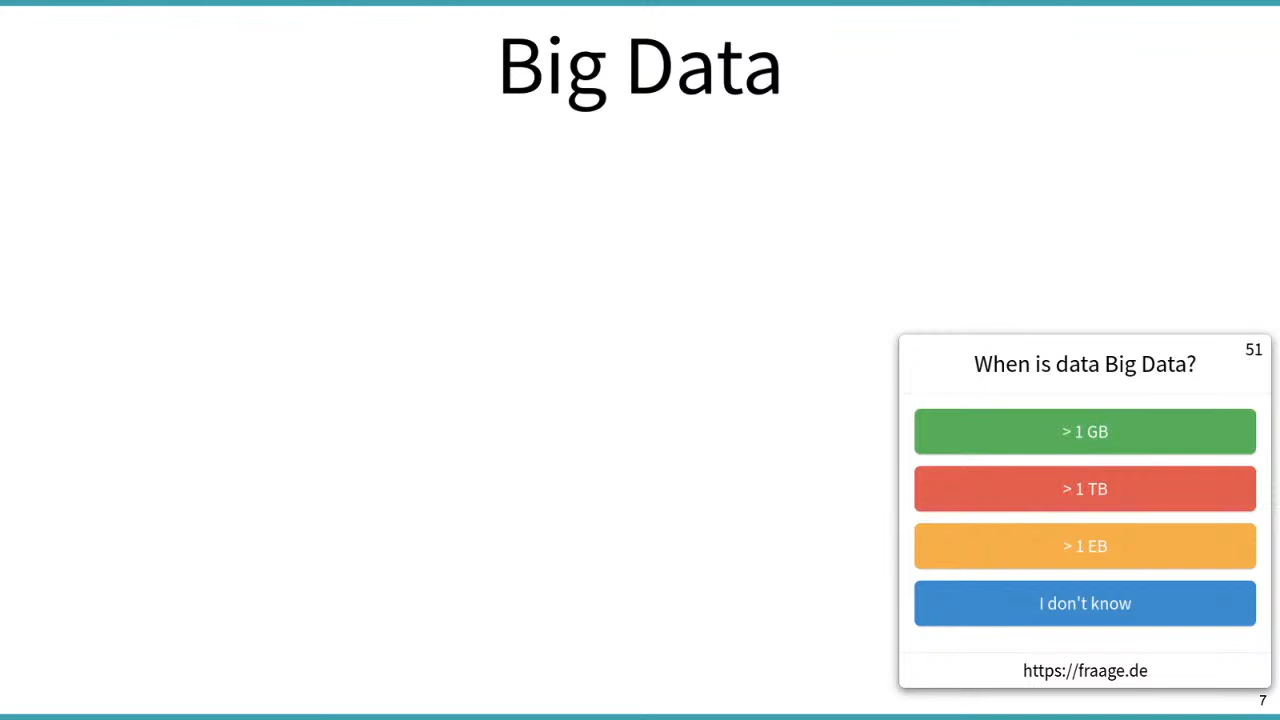 Big Data
51
When is data Big Data?
> 1 GB
> 1 TB
> 1 EB
I don't know
https://fraage.de
7